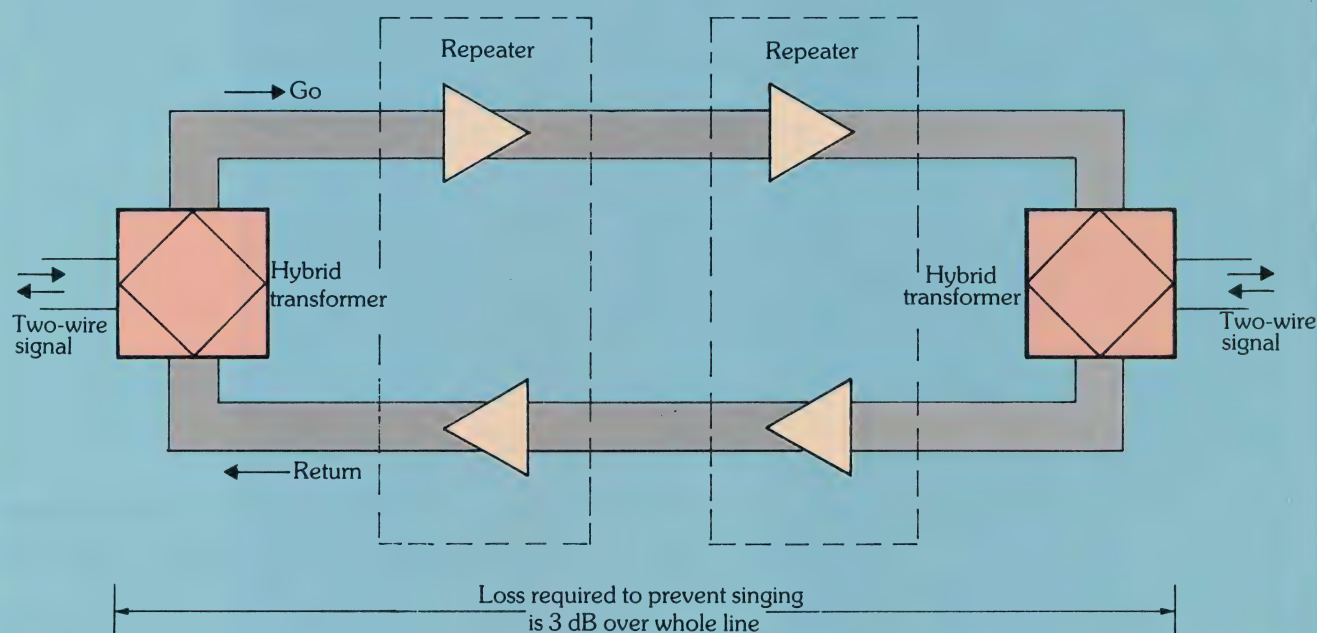 Repeater
Repeater
Go
Hybrid
transformer
Hybrid
transformer
Two-wire
signal
Two-wire
signal
Return
Loss required to prevent singing
is 3 dB over whole line